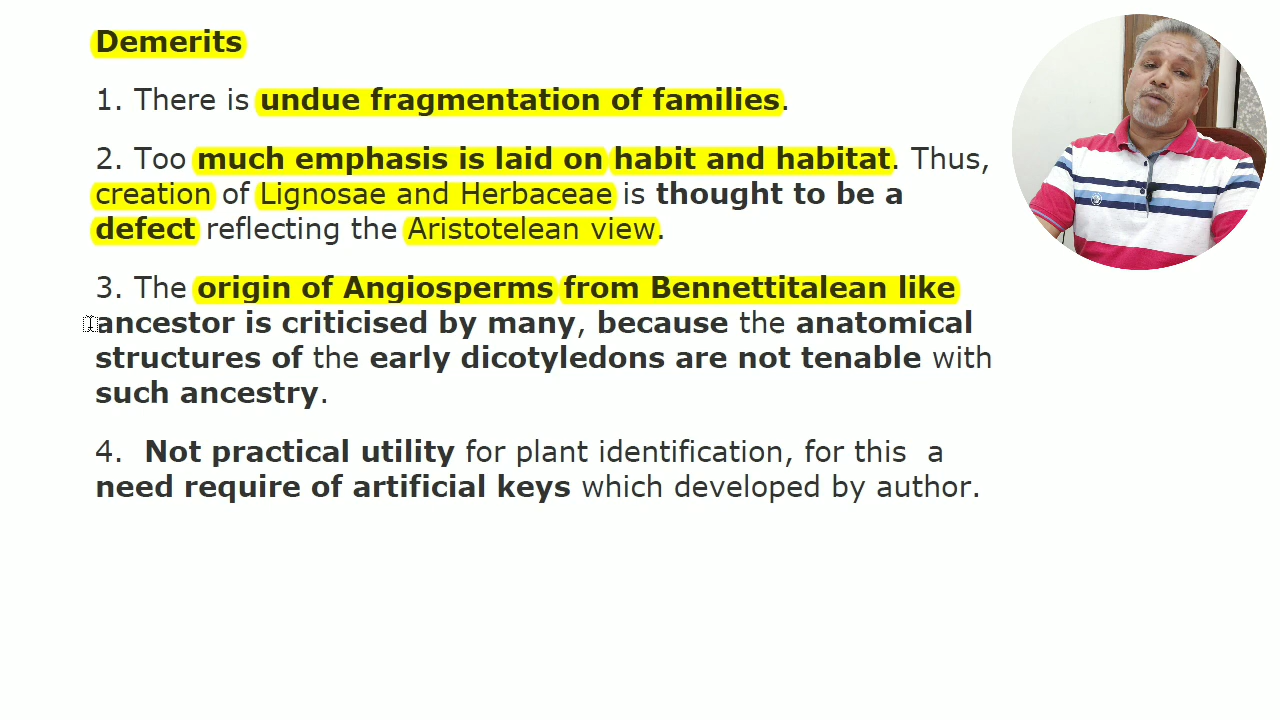 Demerits
1. There is undue fragmentation of families.
2. Too much emphasis is laid on habit and habitat. Thus,
creation of Lignosae and Herbaceae is thought to be a
defect reflecting the Aristotelean view.
3. The origin of Angiosperms from Bennettitalean like
ancestor is criticised by many, because the anatomical
structures of the early dicotyledons are not tenable with
such ancestry.
4. Not practical utility for plant identification, for this a
need require of artificial keys which developed by author.